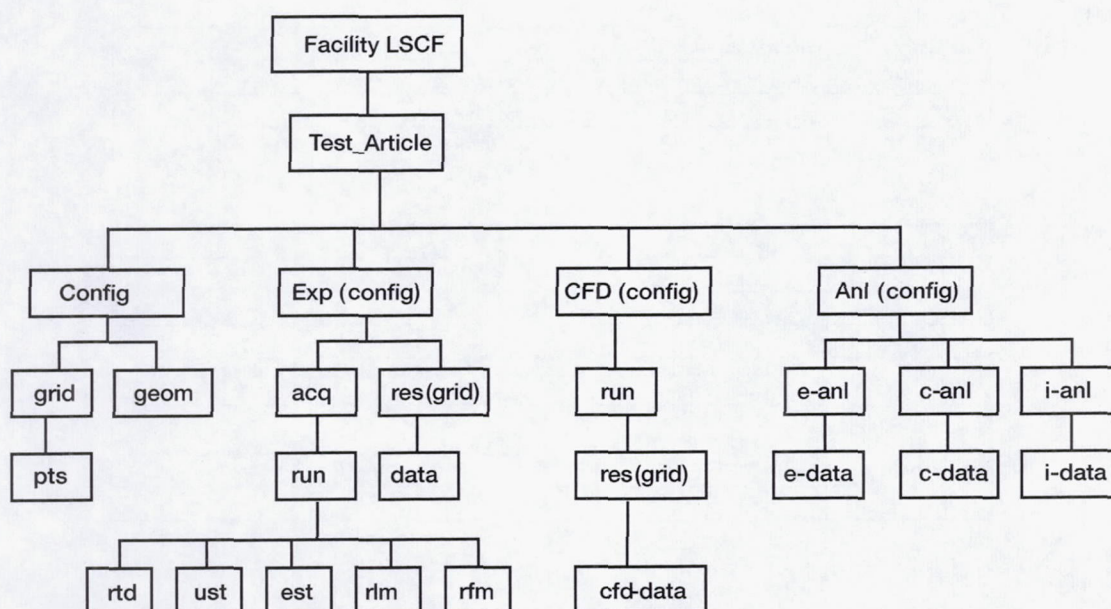 Facility LSCF
Test_Article
Config
Exp (config)
CFD (config)
Anl (config)
grid
geom
acq
res(grid)
run
e-anl
c-anl
i-anl
pts
run
data
res(grid)
e-data
c-data
i-data
rtd
ust
est
rlm
rfm
cfd-data